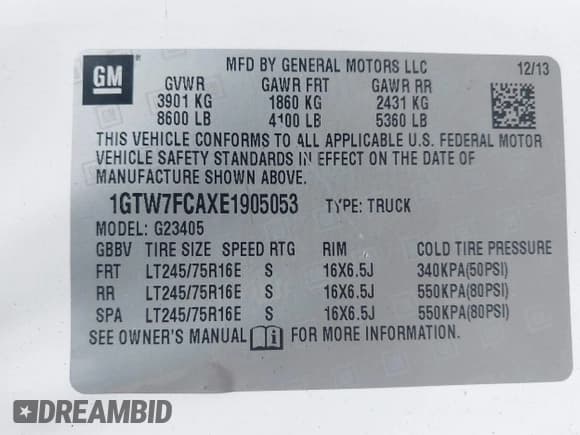 GM
MFD BY GENERAL MOTORS LLC 12/13
GVWR GAWR FRT GAWR RR
3901 KG 1860 KG 2431 KG
8600 LB 4100 LB 5360 LB
THIS VEHICLE CONFORMS TO ALL APPLICABLE U.S. FEDERAL MOTOR
VEHICLE SAFETY STANDARDS IN EFFECT ON THE DATE OF
MANUFACTURE SHOWN ABOVE.
1GTW7FCAXE1905053 TYPE: TRUCK
MODEL: G23405
GBBV TIRE SIZE SPEED RTG RIM COLD TIRE PRESSURE
FRT LT245/75R16E S 16X6.5J 340KPA(50PSI)
RR LT245/75R16E S 16X6.5J 550KPA(80PSI)
SPA LT245/75R16E S 16X6.5J 550KPA(80PSI)
SEE OWNER'S MANUAL i FOR MORE INFORMATION.
DREAMBID